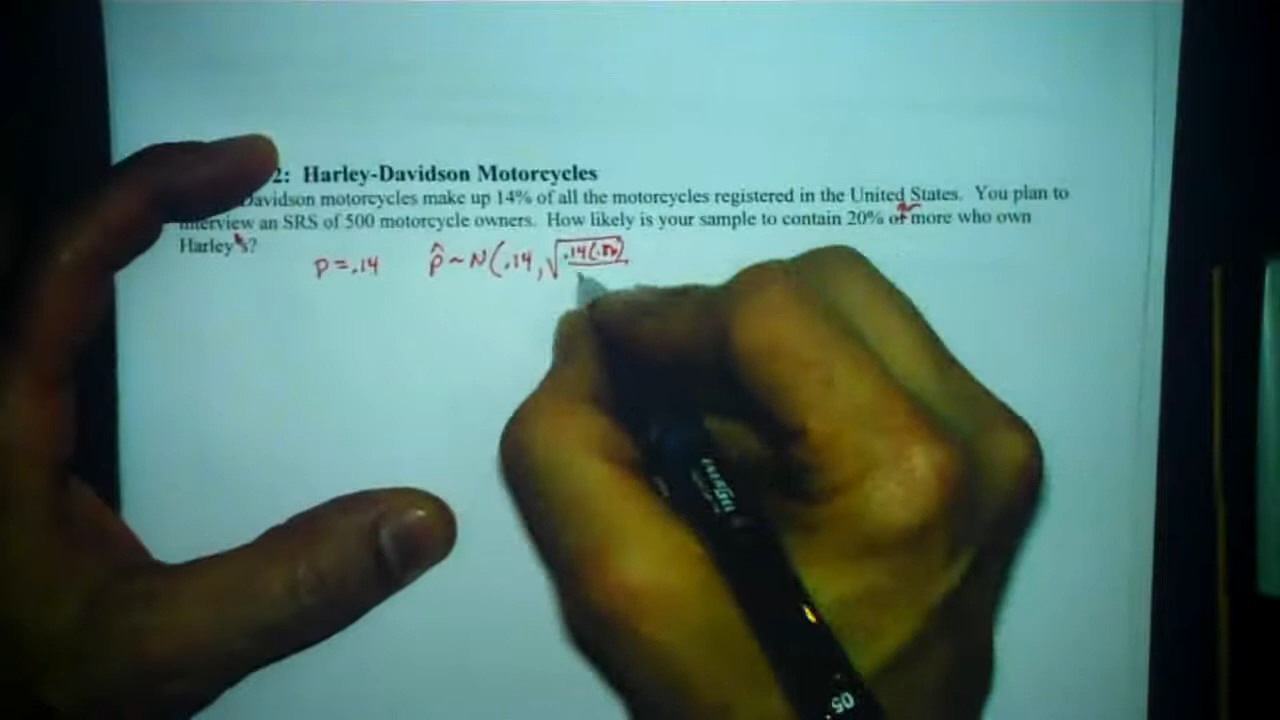 2: Harley-Davidson Motorcycles
Davidson motorcycles make up 14% of all the motorcycles registered in the United States. You plan to
interview an SRS of 500 motorcycle owners. How likely is your sample to contain 20% or more who own
Harley's?
p = .14 p̂ ~ N(.14, √.14(.86)
05